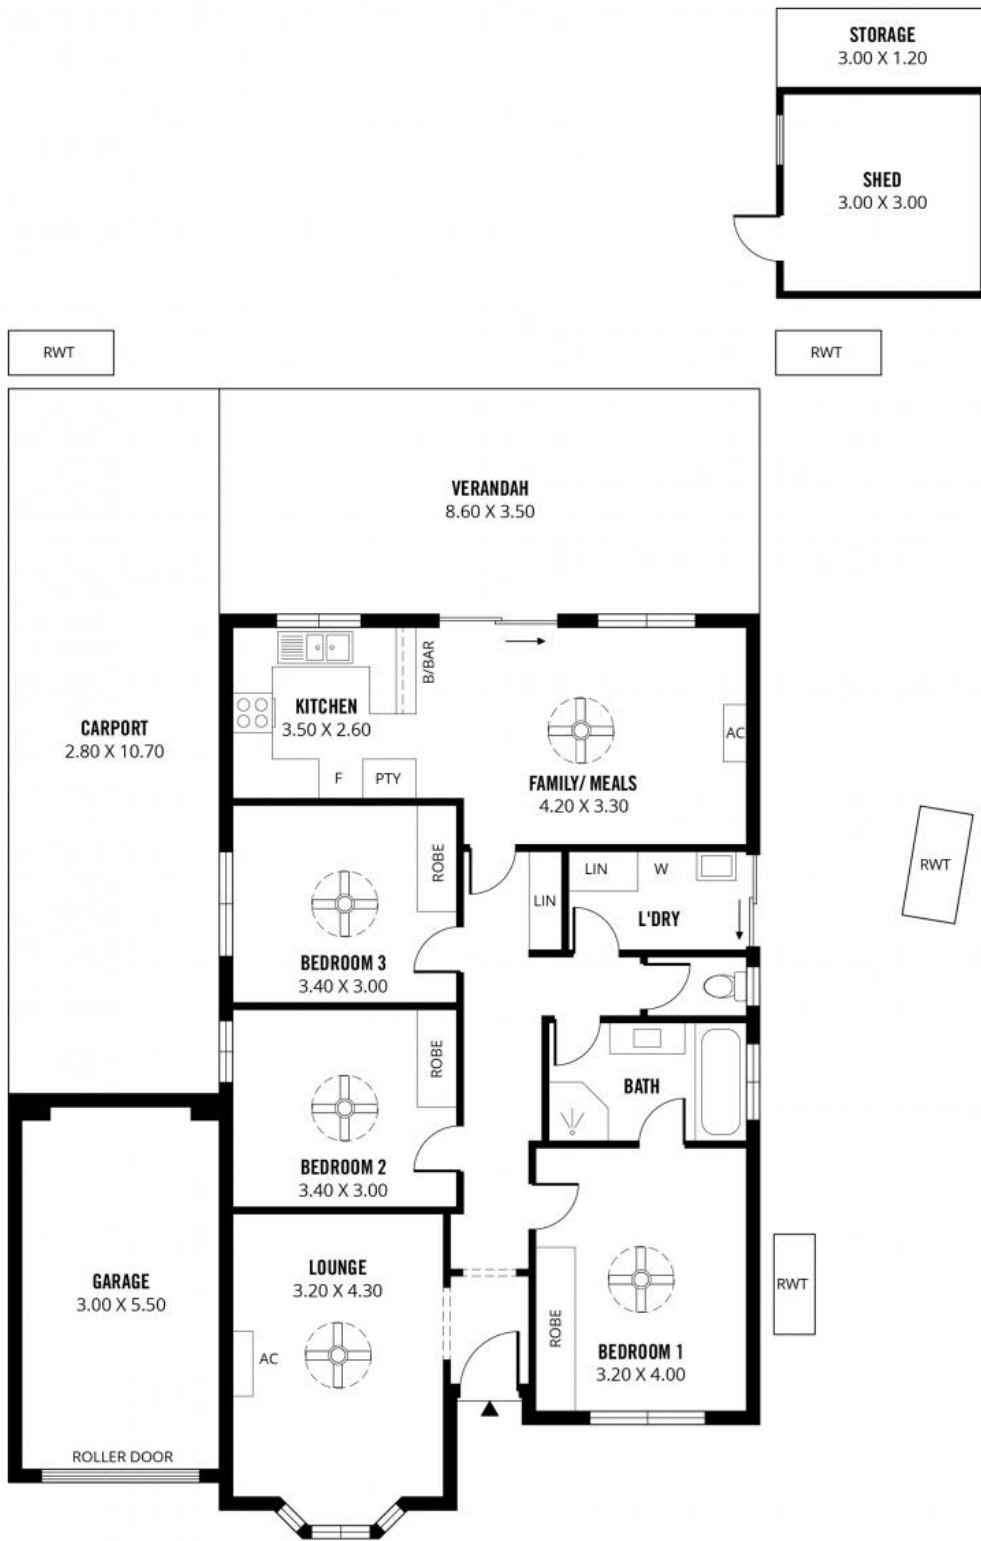 STORAGE
3.00 X 1.20
SHED
3.00 X 3.00
RWT
RWT
VERANDAH
8.60 X 3.50
CARPORT
2.80 X 10.70
B/BAR
KITCHEN
3.50 X 2.60
F
PTY
AC
FAMILY/ MEALS
4.20 X 3.30
ROBE
BEDROOM 3
3.40 X 3.00
LIN
LIN
W
L'DRY
RWT
ROBE
BEDROOM 2
3.40 X 3.00
BATH
GARAGE
3.00 X 5.50
ROLLER DOOR
LOUNGE
3.20 X 4.30
AC
ROBE
BEDROOM 1
3.20 X 4.00
RWT